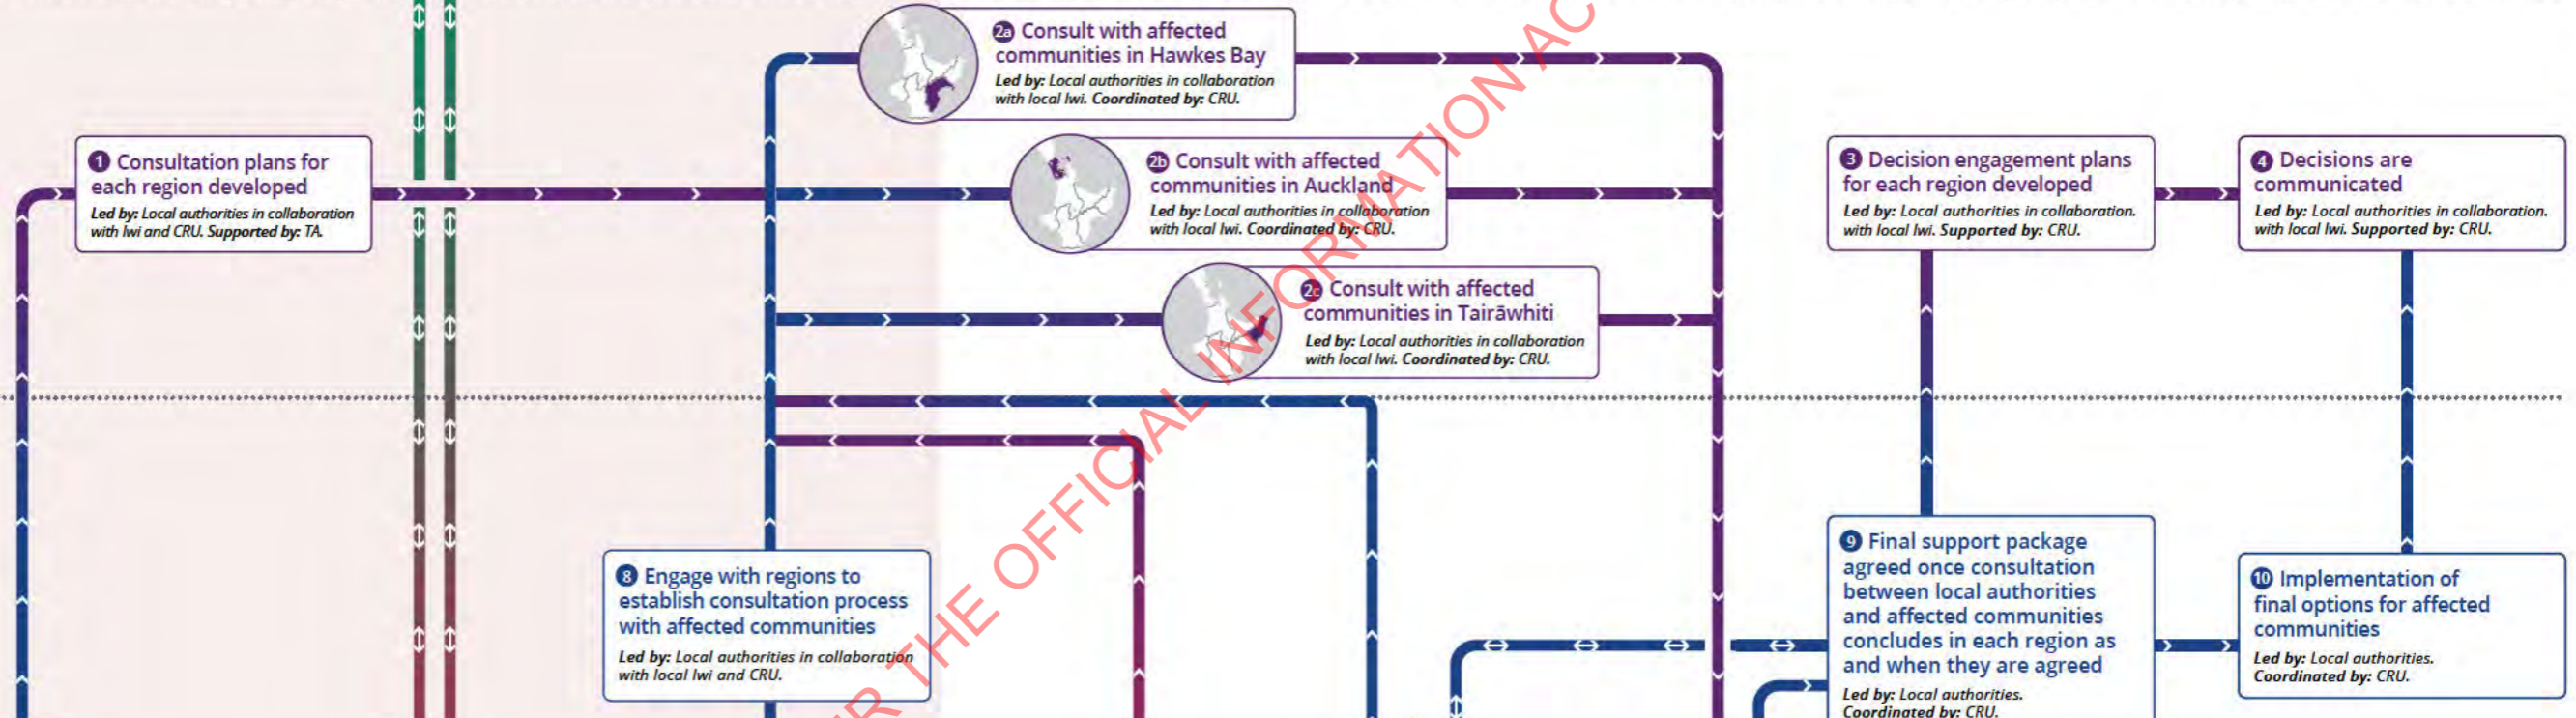 1 Consultation plans for
each region developed
Led by: Local authorities in collaboration
with Iwi and CRU. Supported by: TA.
2a Consult with affected
communities in Hawkes Bay
Led by: Local authorities in collaboration
with local Iwi. Coordinated by: CRU.
2b Consult with affected
communities in Auckland
Led by: Local authorities in collaboration
with local Iwi. Coordinated by: CRU.
2c Consult with affected
communities in Tairāwhiti
Led by: Local authorities in collaboration
with local Iwi. Coordinated by: CRU.
3 Decision engagement plans
for each region developed
Led by: Local authorities in collaboration.
with local Iwi. Supported by: CRU.
4 Decisions are
communicated
Led by: Local authorities in collaboration.
with local Iwi. Supported by: CRU.
8 Engage with regions to
establish consultation process
with affected communities
Led by: Local authorities in collaboration
with local Iwi and CRU.
9 Final support package
agreed once consultation
between local authorities
and affected communities
concludes in each region as
and when they are agreed
Led by: Local authorities.
Coordinated by: CRU.
10 Implementation of
final options for affected
communities
Led by: Local authorities.
Coordinated by: CRU.
THE OFFICIAL INFORMATION